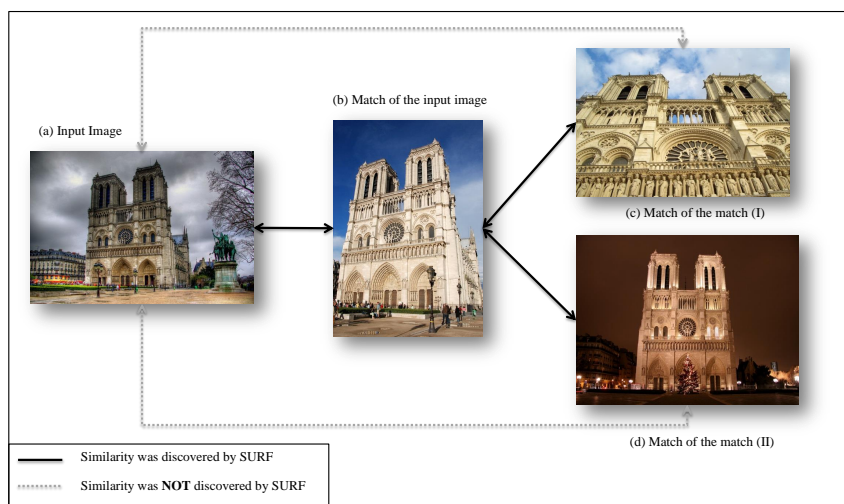 (a) Input Image
(b) Match of the input image
(c) Match of the match (I)
(d) Match of the match (II)
Similarity was discovered by SURF
Similarity was NOT discovered by SURF